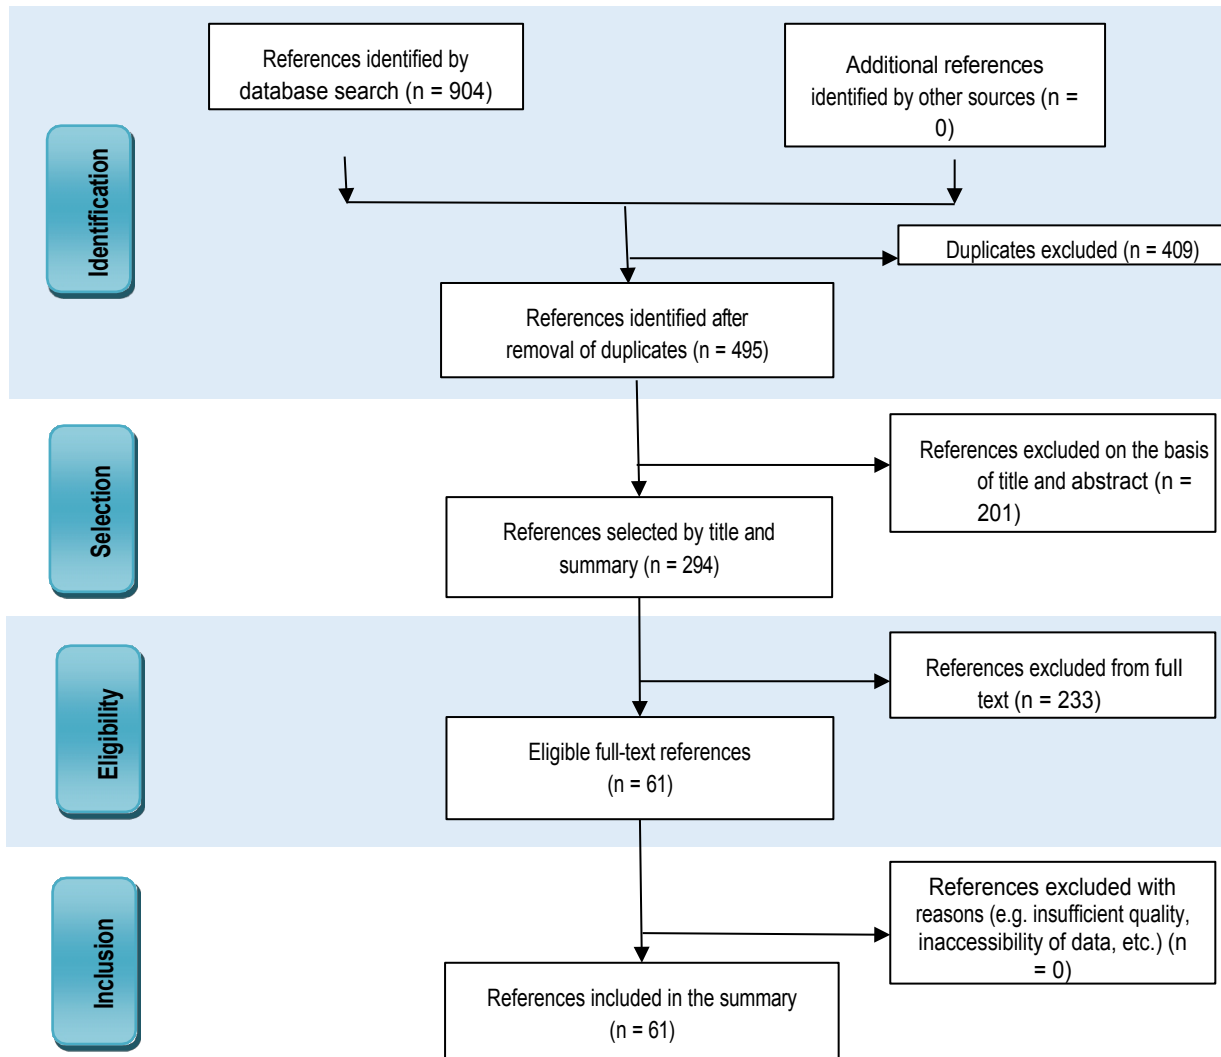 References identified by
database search (n = 904)
Additional references
identified by other sources (n =
0)
Identification
Duplicates excluded (n = 409)
References identified after
removal of duplicates (n = 495)
Selection
References excluded on the basis
of title and abstract (n =
201)
References selected by title and
summary (n = 294)
Eligibility
References excluded from full
text (n = 233)
Eligible full-text references
(n = 61)
Inclusion
References excluded with
reasons (e.g. insufficient quality,
inaccessibility of data, etc.) (n
= 0)
References included in the summary
(n = 61)